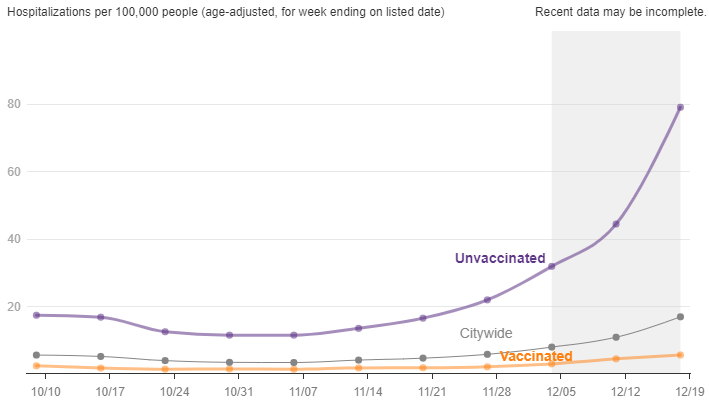 Hospitalizations per 100,000 people (age-adjusted, for week ending on listed date) Recent data may be incomplete.
80
60
40
Unvaccinated
20
Citywide
Vaccinated
10/10 10/17 10/24 10/31 11/07 11/14 11/21 11/28 12/05 12/12 12/19